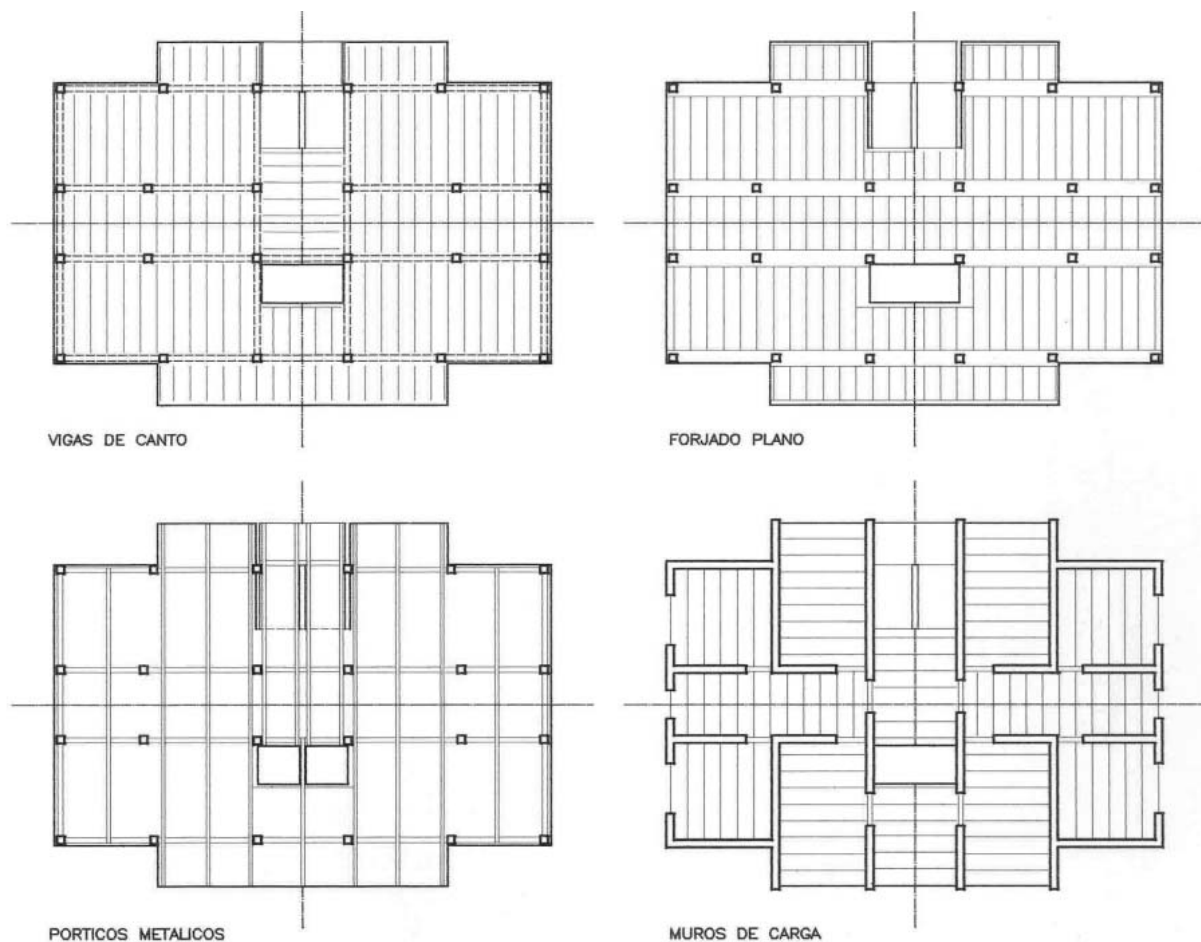 VIGAS DE CANTO
FORJADO PLANO
PORTICOS METALICOS
MUROS DE CARGA